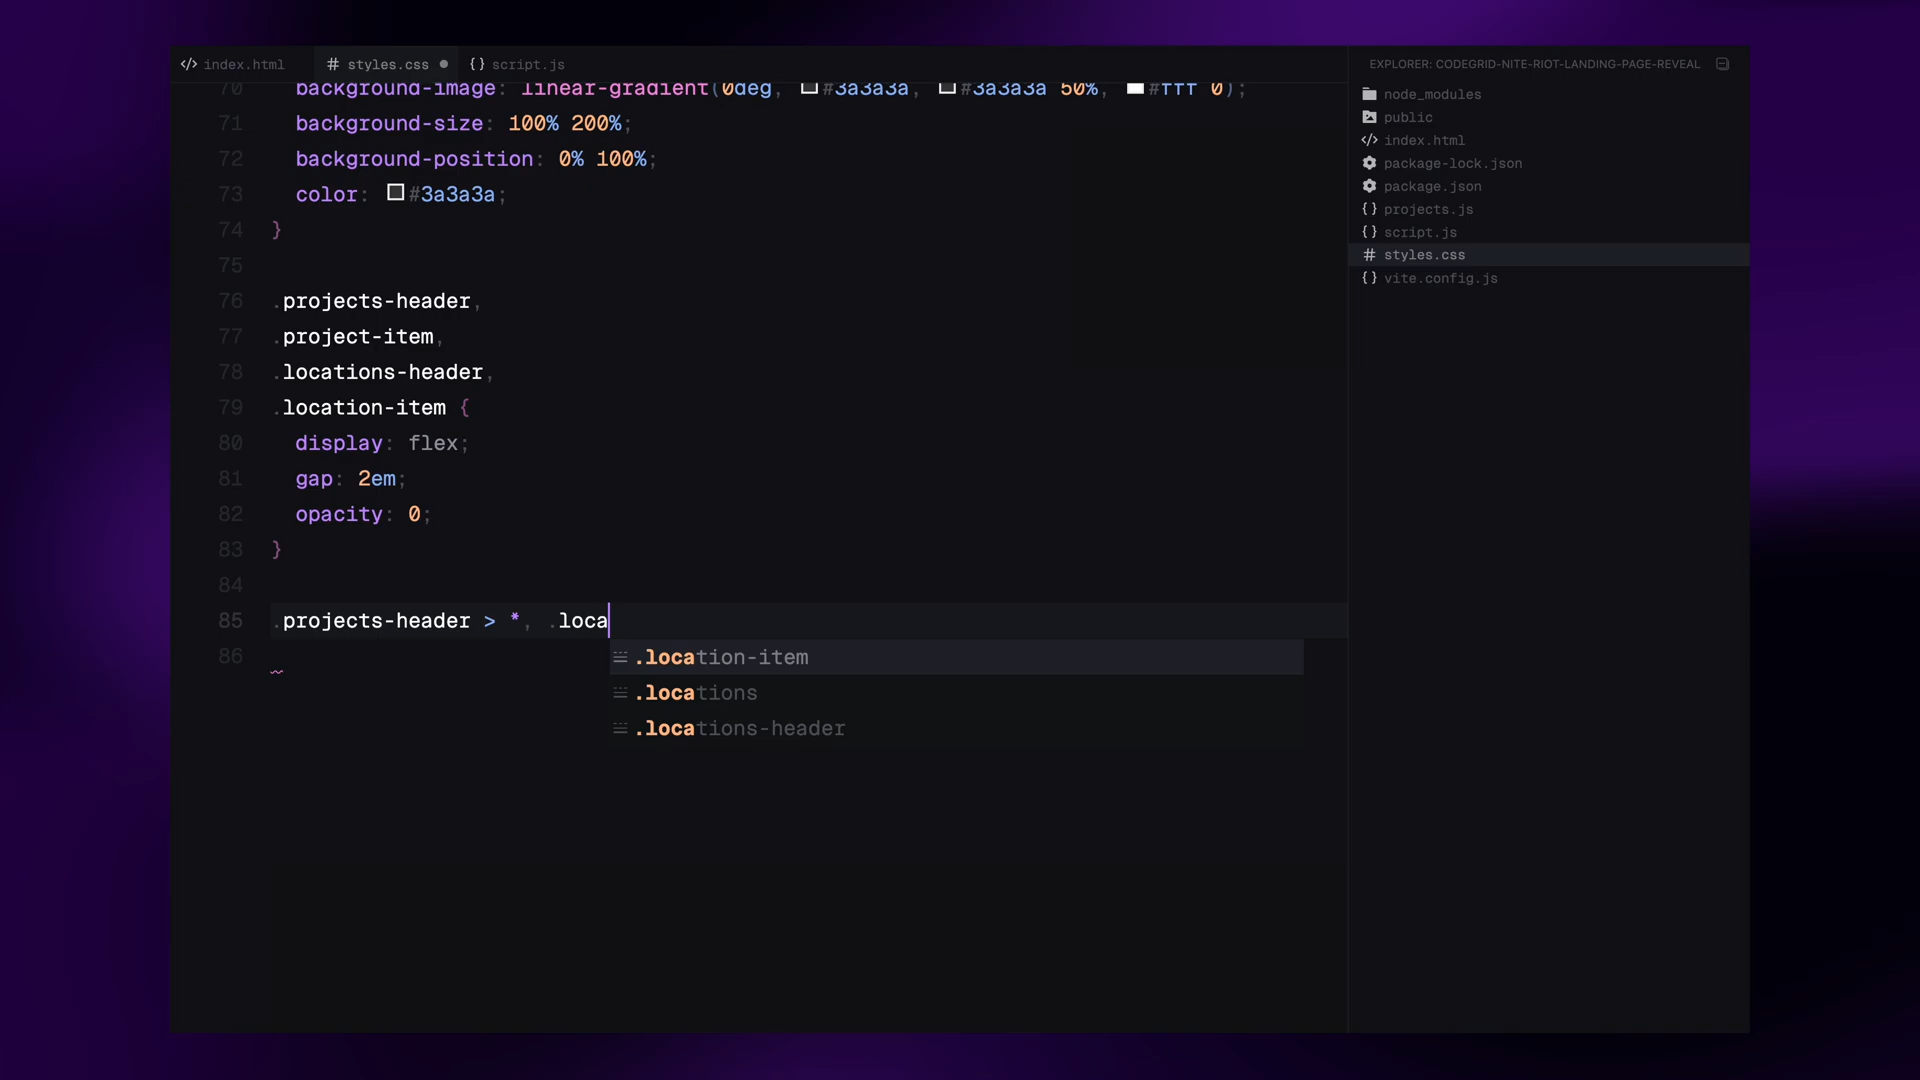 index.html
# styles.css
{} script.js
EXPLORER: CODEGRID-NITE-RIOT-LANDING-PAGE-REVEAL
70 background-image: linear-gradient(0deg, #3a3a3a, #3a3a3a 50%, #fff 0);
71 background-size: 100% 200%;
72 background-position: 0% 100%;
73 color: #3a3a3a;
74 }
75
76 .projects-header,
77 .project-item,
78 .locations-header,
79 .location-item {
80 display: flex;
81 gap: 2em;
82 opacity: 0;
83 }
84
85 .projects-header > *, .loca
86
.location-item
.locations
.locations-header
node_modules
public
index.html
package-lock.json
package.json
{} projects.js
{} script.js
# styles.css
{} vite.config.js